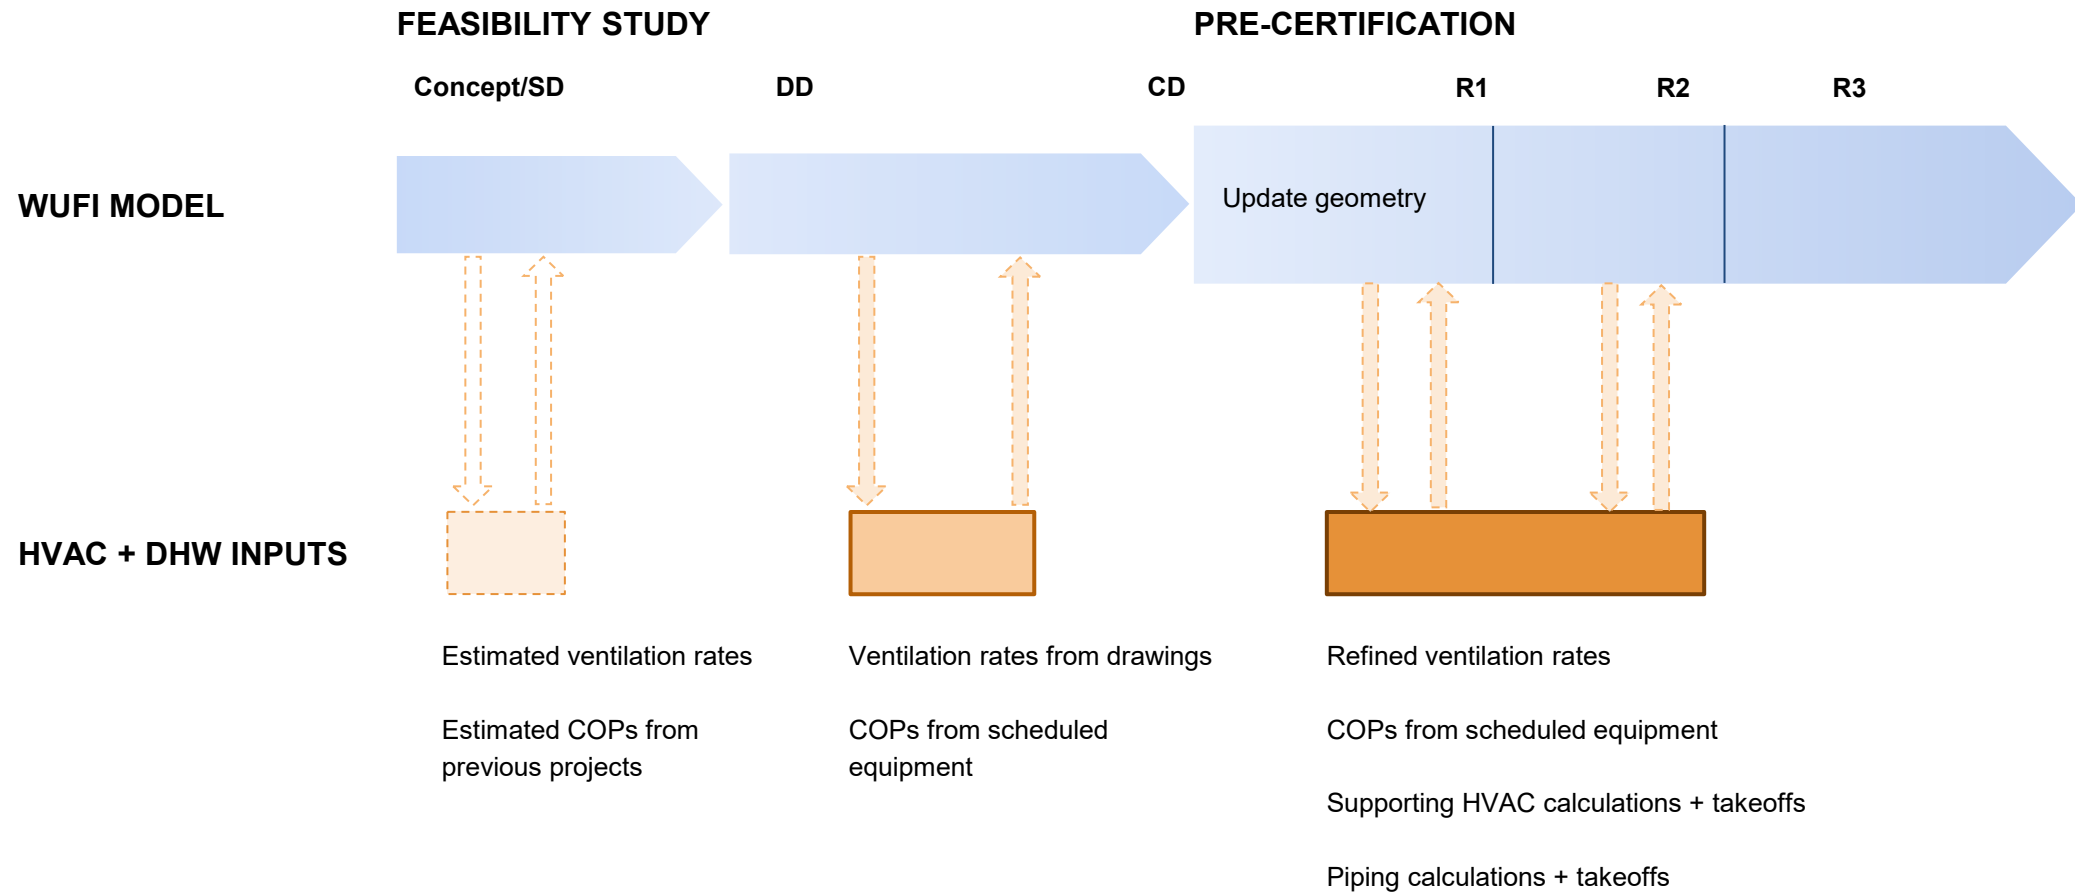 FEASIBILITY STUDY
PRE-CERTIFICATION
Concept/SD
DD
CD
R1
R2
R3
WUFI MODEL
Update geometry
HVAC + DHW INPUTS
Estimated ventilation rates
Estimated COPs from
previous projects
Ventilation rates from drawings
COPs from scheduled
equipment
Refined ventilation rates
COPs from scheduled equipment
Supporting HVAC calculations + takeoffs
Piping calculations + takeoffs